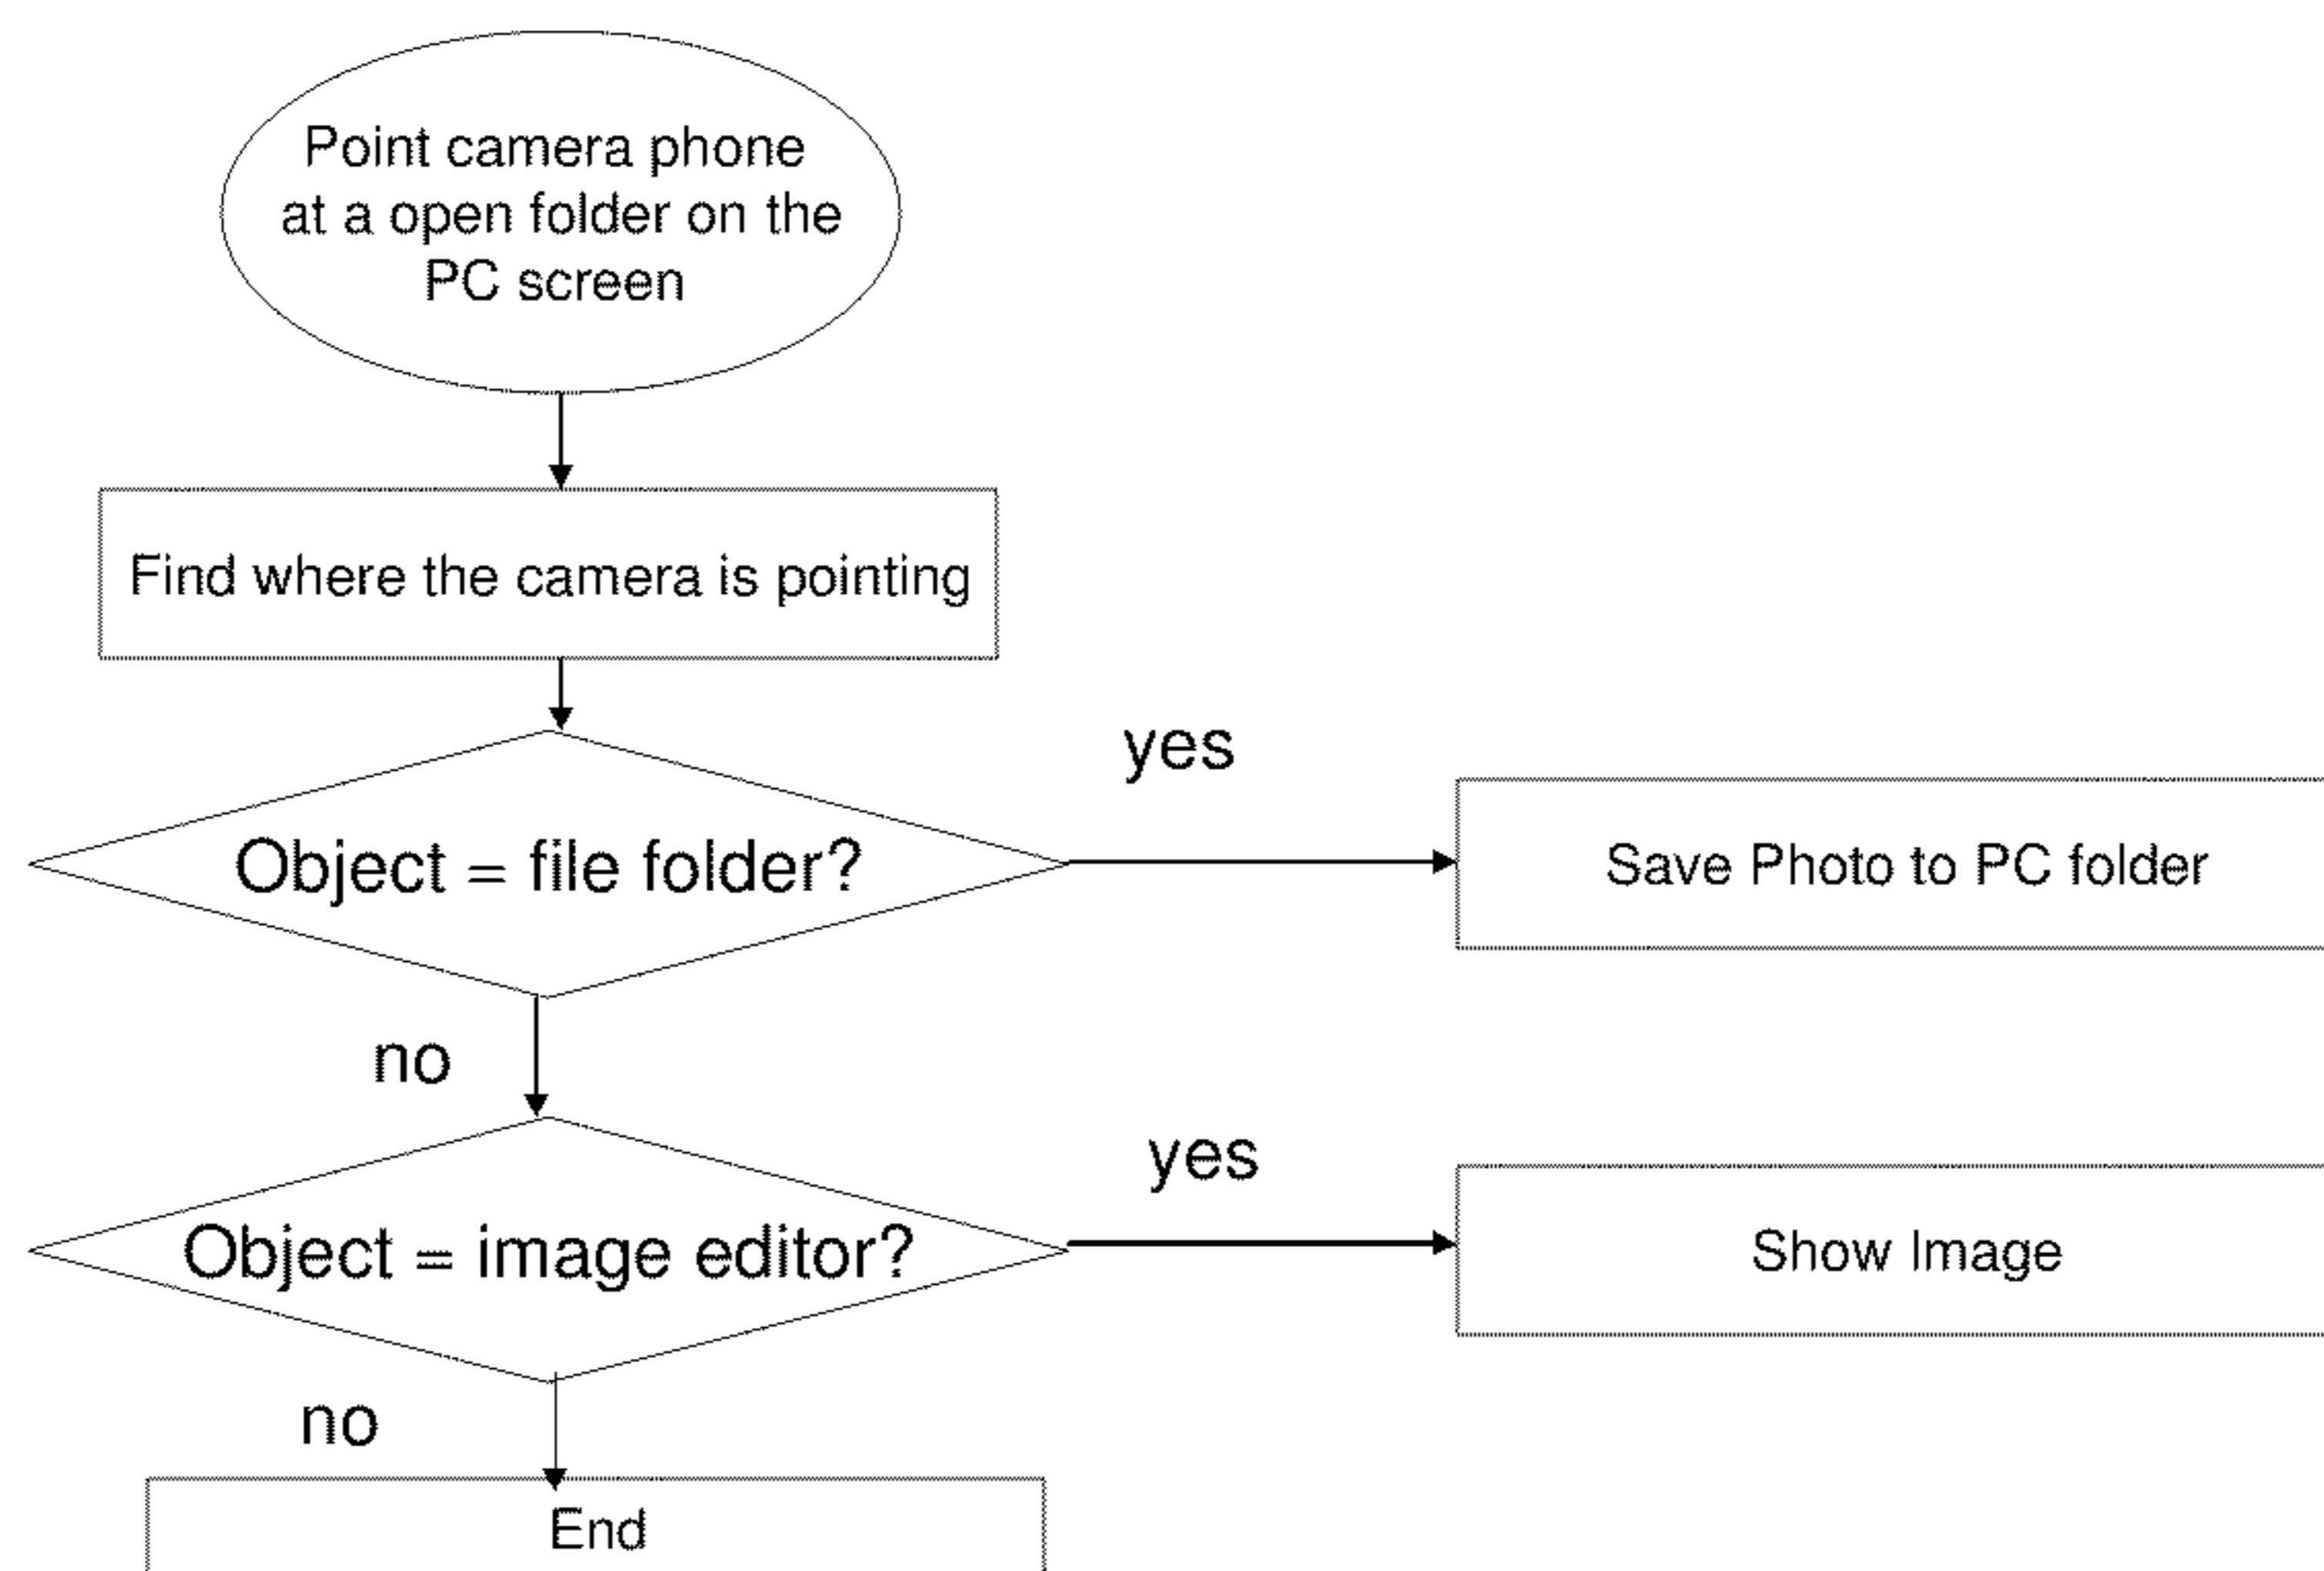 Point camera phone
at a open folder on the
PC screen
Find where the camera is pointing
yes
Object = file folder?
Save Photo to PC folder
no
yes
Object = image editor?
Show Image
no
End